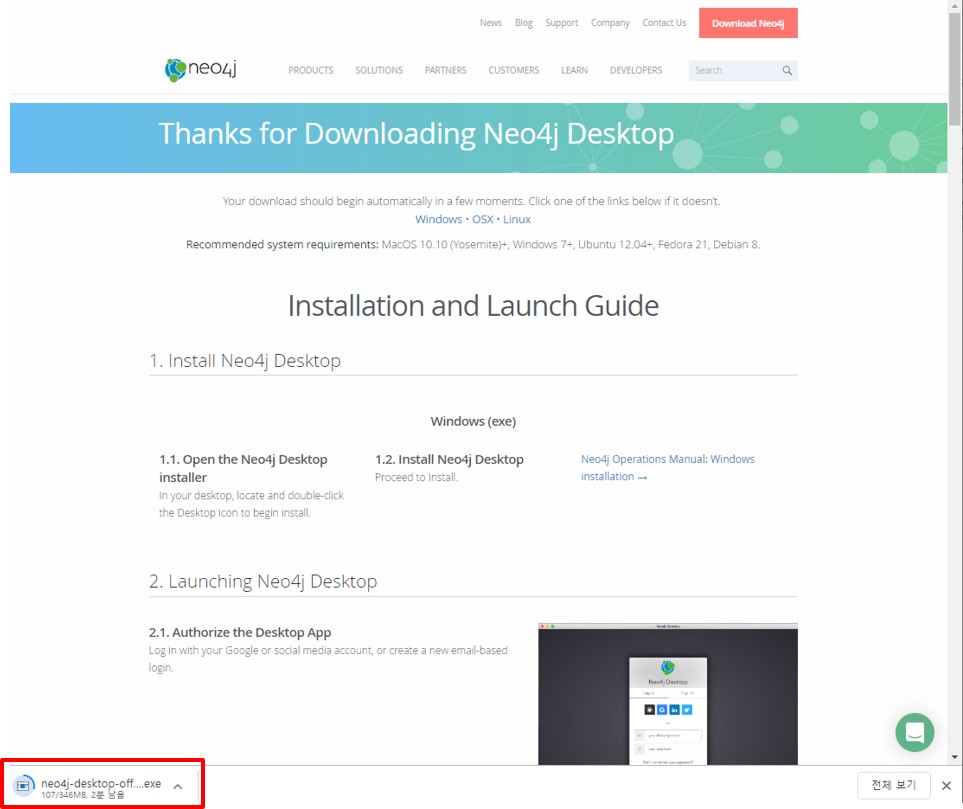 News Blog Support Company Contact Us Download Neo4j
neo4j PRODUCTS SOLUTIONS PARTNERS CUSTOMERS LEARN DEVELOPERS Search
Thanks for Downloading Neo4j Desktop
Your download should begin automatically in a few moments. Click one of the links below if it doesn't.
Windows • OSX • Linux
Recommended system requirements: MacOS 10.10 (Yosemite)+, Windows 7+, Ubuntu 12.04+, Fedora 21, Debian 8.
Installation and Launch Guide
1. Install Neo4j Desktop
Windows (exe)
1.1. Open the Neo4j Desktop
installer
In your desktop, locate and double-click
the Desktop icon to begin install.
1.2. Install Neo4j Desktop
Proceed to Install.
Neo4j Operations Manual: Windows
installation →
2. Launching Neo4j Desktop
2.1. Authorize the Desktop App
Log in with your Google or social media account, or create a new email-based
login.
Neo4j Desktop
Log In Sign Up
neo4j-desktop-off....exe
107/346MB, 2분 남음
전체 보기